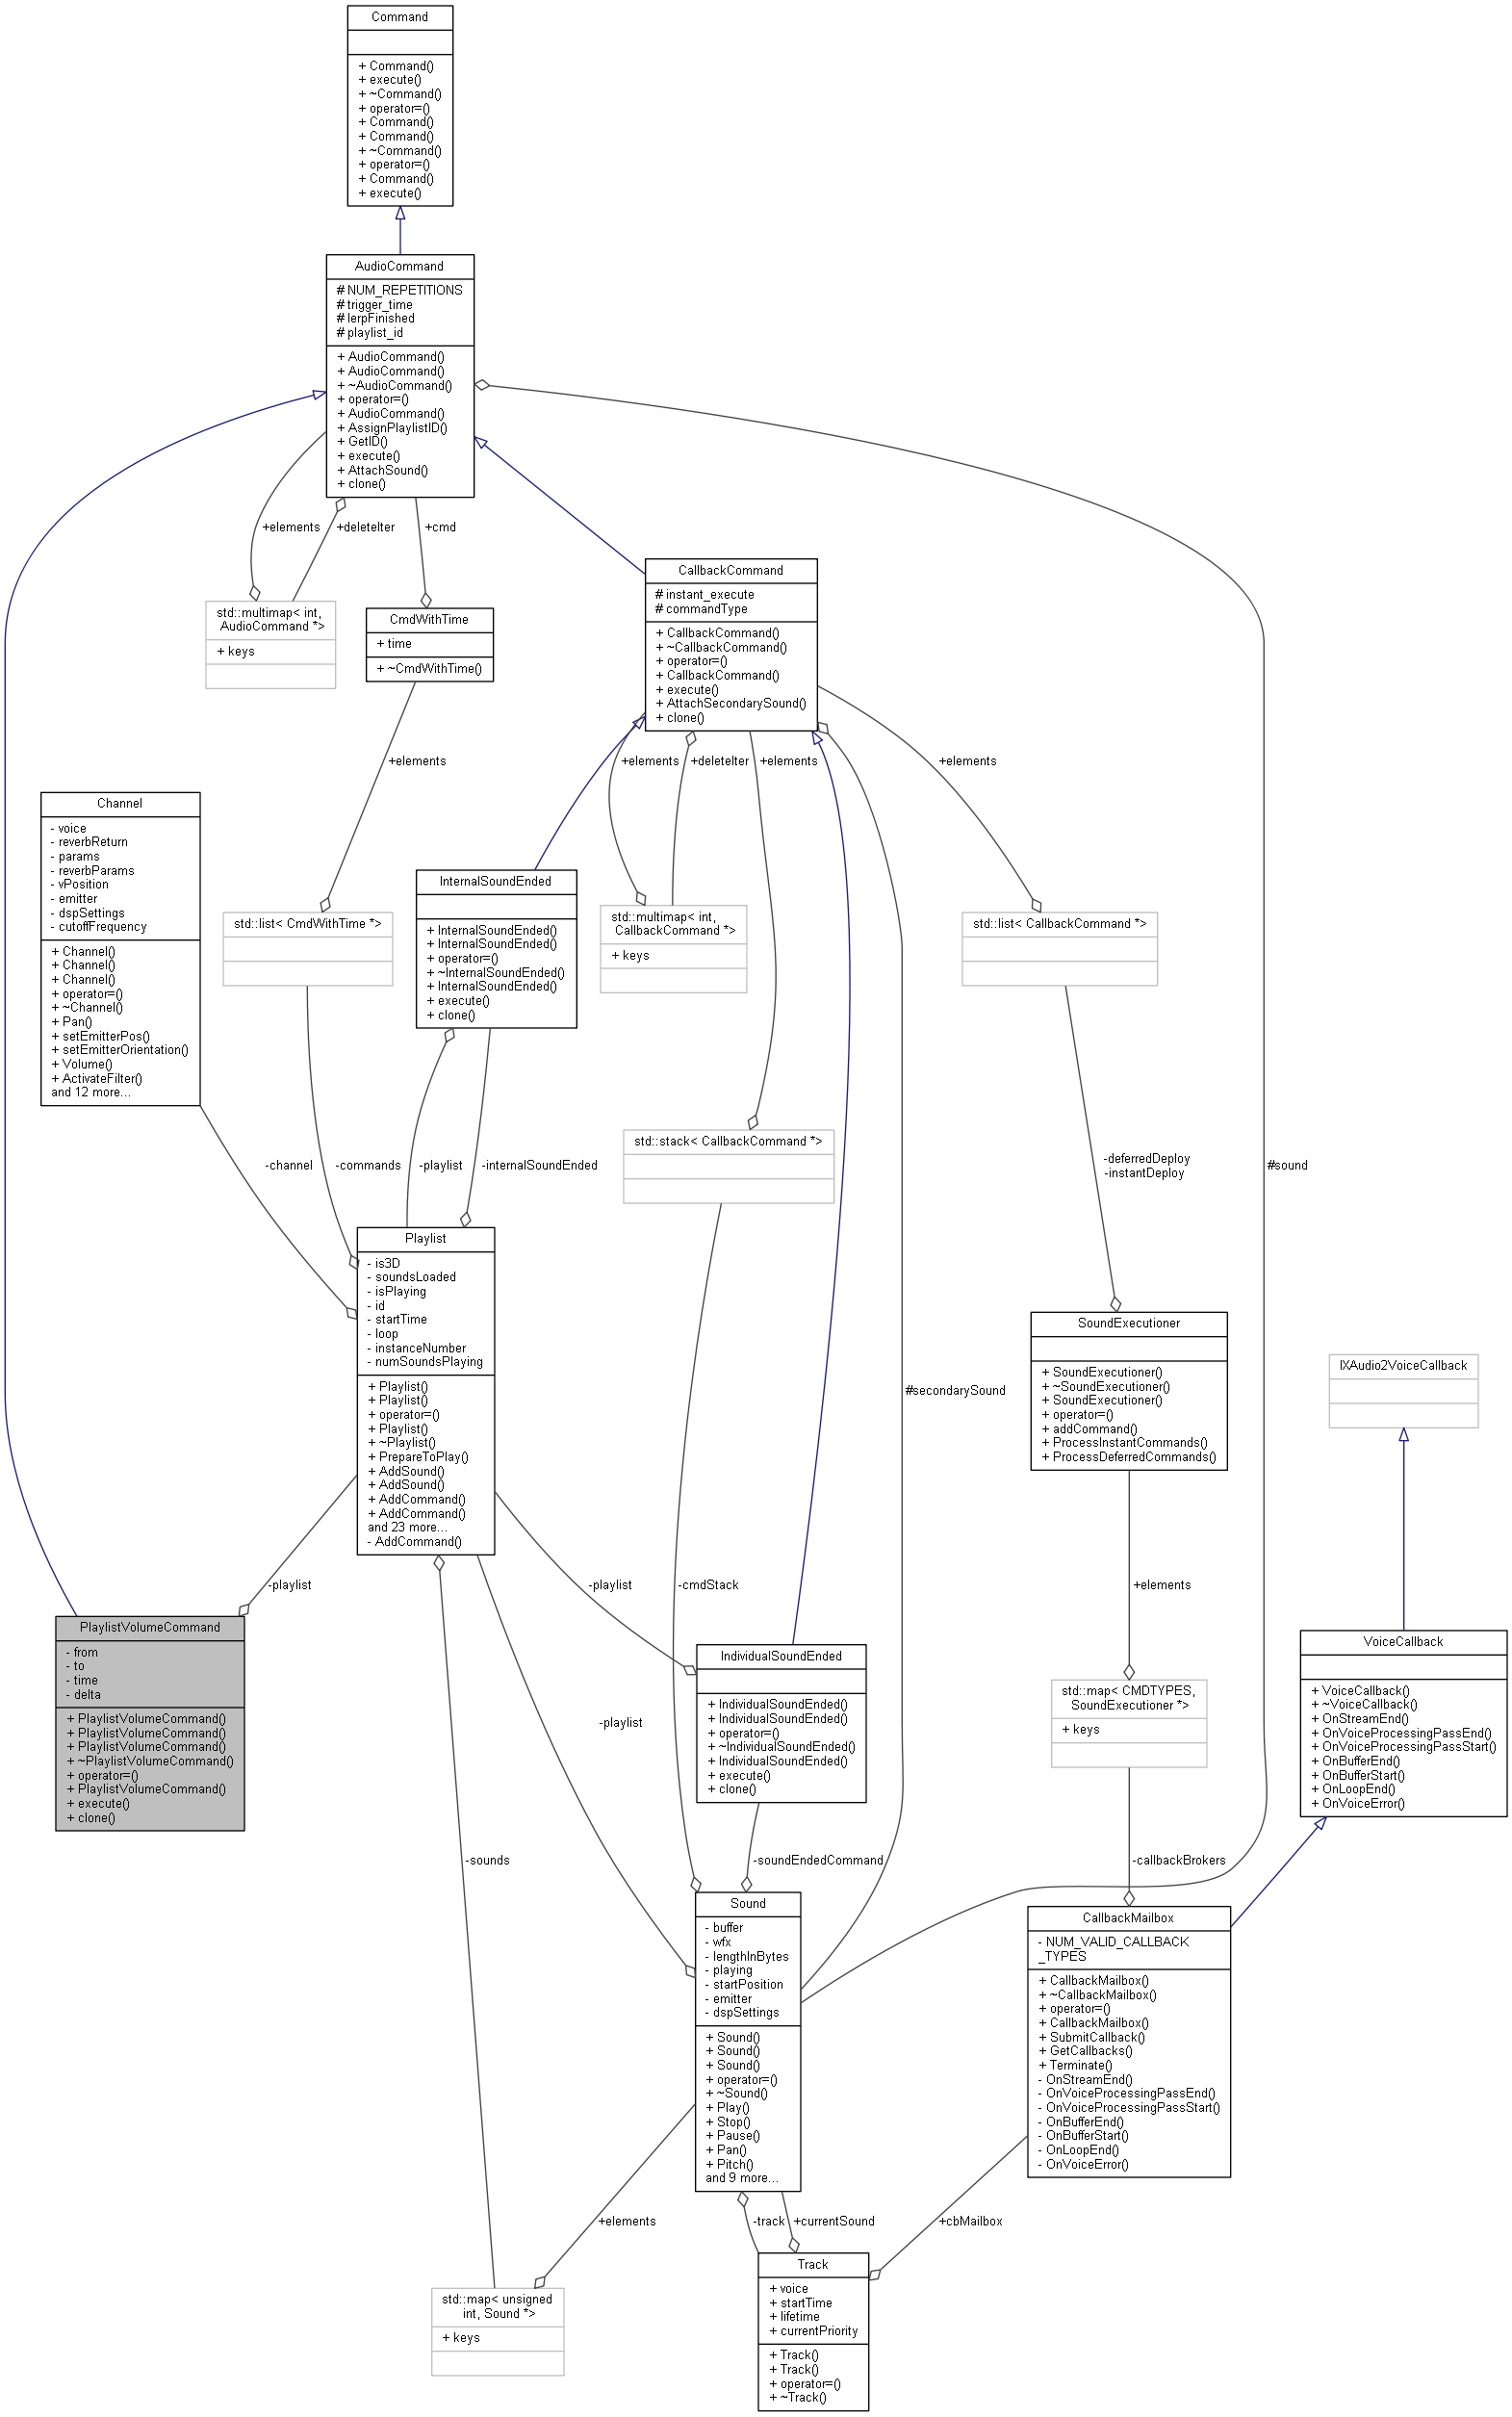 Command
+ Command()
+ execute()
+ ~Command()
+ operator=()
+ Command()
+ Command()
+ ~Command()
+ operator=()
+ Command()
+ execute()
AudioCommand
# NUM_REPETITIONS
# trigger_time
# lerpFinished
# playlist_id
+ AudioCommand()
+ AudioCommand()
+ ~AudioCommand()
+ operator=()
+ AudioCommand()
+ AssignPlaylistID()
+ GetID()
+ execute()
+ AttachSound()
+ clone()
+elements
+deleteIter
+cmd
std::multimap< int,
AudioCommand *>
+ keys
CmdWithTime
+ time
+ ~CmdWithTime()
CallbackCommand
# instant_execute
# commandType
+ CallbackCommand()
+ ~CallbackCommand()
+ operator=()
+ CallbackCommand()
+ execute()
+ AttachSecondarySound()
+ clone()
+elements
+elements
+deleteIter
+elements
+elements
Channel
- voice
- reverbReturn
- params
- reverbParams
- vPosition
- emitter
- dspSettings
- cutoffFrequency
+ Channel()
+ Channel()
+ Channel()
+ operator=()
+ ~Channel()
+ Pan()
+ setEmitterPos()
+ setEmitterOrientation()
+ Volume()
+ ActivateFilter()
and 12 more...
std::list< CmdWithTime *>
InternalSoundEnded
+ InternalSoundEnded()
+ InternalSoundEnded()
+ operator=()
+ ~InternalSoundEnded()
+ InternalSoundEnded()
+ execute()
+ clone()
std::multimap< int,
CallbackCommand *>
+ keys
std::list< CallbackCommand *>
std::stack< CallbackCommand *>
-channel
-commands
-playlist
-internalSoundEnded
-deferredDeploy
-instantDeploy
#sound
Playlist
- is3D
- soundsLoaded
- isPlaying
- id
- startTime
- loop
- instanceNumber
- numSoundsPlaying
+ Playlist()
+ Playlist()
+ operator=()
+ Playlist()
+ ~Playlist()
+ PrepareToPlay()
+ AddSound()
+ AddSound()
+ AddCommand()
+ AddCommand()
and 23 more...
- AddCommand()
#secondarySound
SoundExecutioner
+ SoundExecutioner()
+ ~SoundExecutioner()
+ SoundExecutioner()
+ operator=()
+ addCommand()
+ ProcessInstantCommands()
+ ProcessDeferredCommands()
IXAudio2VoiceCallback
-playlist
-playlist
-cmdStack
+elements
PlaylistVolumeCommand
- from
- to
- time
- delta
+ PlaylistVolumeCommand()
+ PlaylistVolumeCommand()
+ PlaylistVolumeCommand()
+ ~PlaylistVolumeCommand()
+ operator=()
+ PlaylistVolumeCommand()
+ execute()
+ clone()
-playlist
IndividualSoundEnded
+ IndividualSoundEnded()
+ IndividualSoundEnded()
+ operator=()
+ ~IndividualSoundEnded()
+ IndividualSoundEnded()
+ execute()
+ clone()
std::map< CMDTYPES,
SoundExecutioner *>
+ keys
VoiceCallback
+ VoiceCallback()
+ ~VoiceCallback()
+ OnStreamEnd()
+ OnVoiceProcessingPassEnd()
+ OnVoiceProcessingPassStart()
+ OnBufferEnd()
+ OnBufferStart()
+ OnLoopEnd()
+ OnVoiceError()
-sounds
-soundEndedCommand
-callbackBrokers
Sound
- buffer
- wfx
- lengthInBytes
- playing
- startPosition
- emitter
- dspSettings
+ Sound()
+ Sound()
+ Sound()
+ operator=()
+ ~Sound()
+ Play()
+ Stop()
+ Pause()
+ Pan()
+ Pitch()
and 9 more...
CallbackMailbox
- NUM_VALID_CALLBACK
_TYPES
+ CallbackMailbox()
+ ~CallbackMailbox()
+ operator=()
+ CallbackMailbox()
+ SubmitCallback()
+ GetCallbacks()
+ Terminate()
- OnStreamEnd()
- OnVoiceProcessingPassEnd()
- OnVoiceProcessingPassStart()
- OnBufferEnd()
- OnBufferStart()
- OnLoopEnd()
- OnVoiceError()
+elements
-track
+currentSound
+cbMailbox
std::map< unsigned
int, Sound *>
+ keys
Track
+ voice
+ startTime
+ lifetime
+ currentPriority
+ Track()
+ Track()
+ operator=()
+ ~Track()